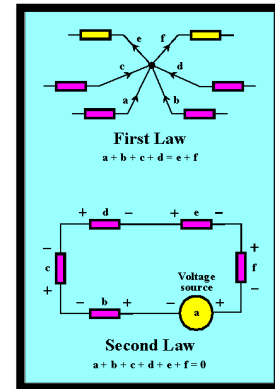 e f
c d
a b
First Law
a + b + c + d = e + f
+ d − + e −
− c + + f −
Voltage
source
− b + − a +
Second Law
a + b + c + d + e + f = 0